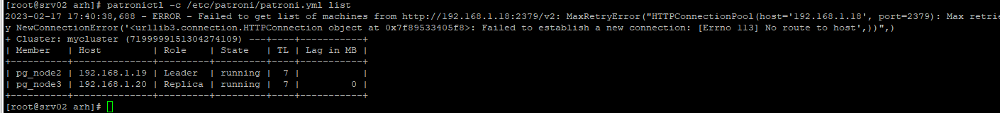 [root@srv02 arh]# patronictl -c /etc/patroni/patroni.yml list
2023-02-17 17:40:38,688 - ERROR - Failed to get list of machines from http://192.168.1.18:2379/v2: MaxRetryError("HTTPConnectionPool(host='192.168.1.18', port=2379): Max retrie
y NewConnectionError('<urllib3.connection.HTTPConnection object at 0x7f89533405f8>: Failed to establish a new connection: [Errno 113] No route to host',))",)
+ Cluster: mycluster (7199999151304274109) ---+----+-----------+
| Member   | Host         | Role    | State   | TL | Lag in MB |
+----------+--------------+---------+---------+----+-----------+
| pg_node2 | 192.168.1.19 | Leader  | running |  7 |           |
| pg_node3 | 192.168.1.20 | Replica | running |  7 |         0 |
+----------+--------------+---------+---------+----+-----------+
[root@srv02 arh]#